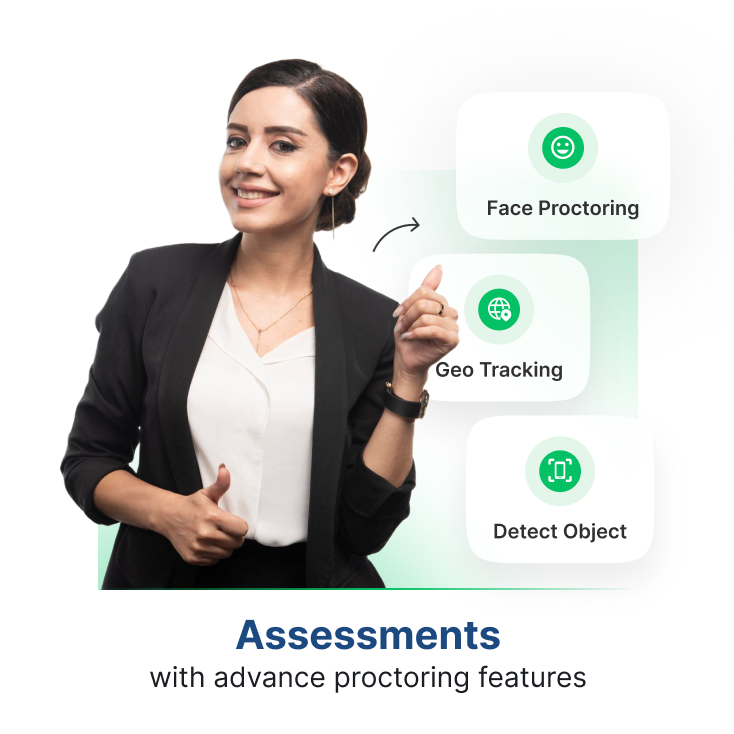 Face Proctoring
Geo Tracking
Detect Object
Assessments
with advance proctoring features